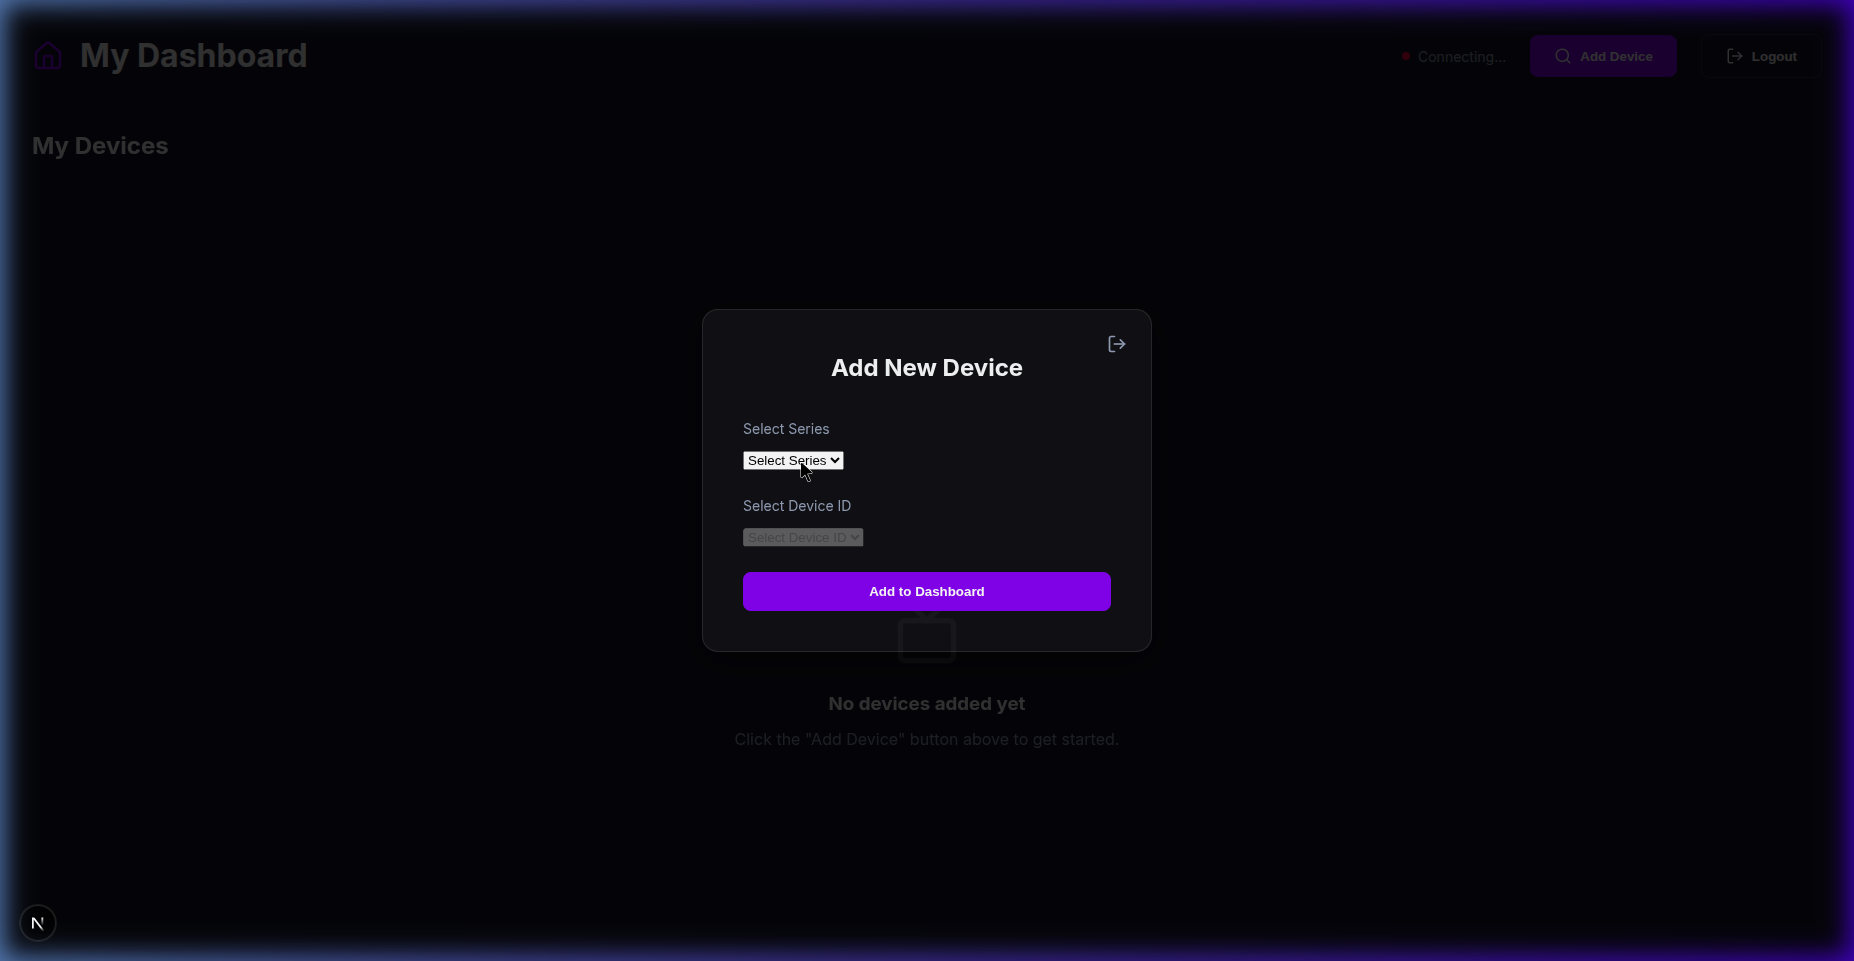 My Dashboard
Connecting...
Add Device
Logout
My Devices
Add New Device
Select Series
Select Series
Select Device ID
Select Device ID
Add to Dashboard
No devices added yet
Click the "Add Device" button above to get started.
N